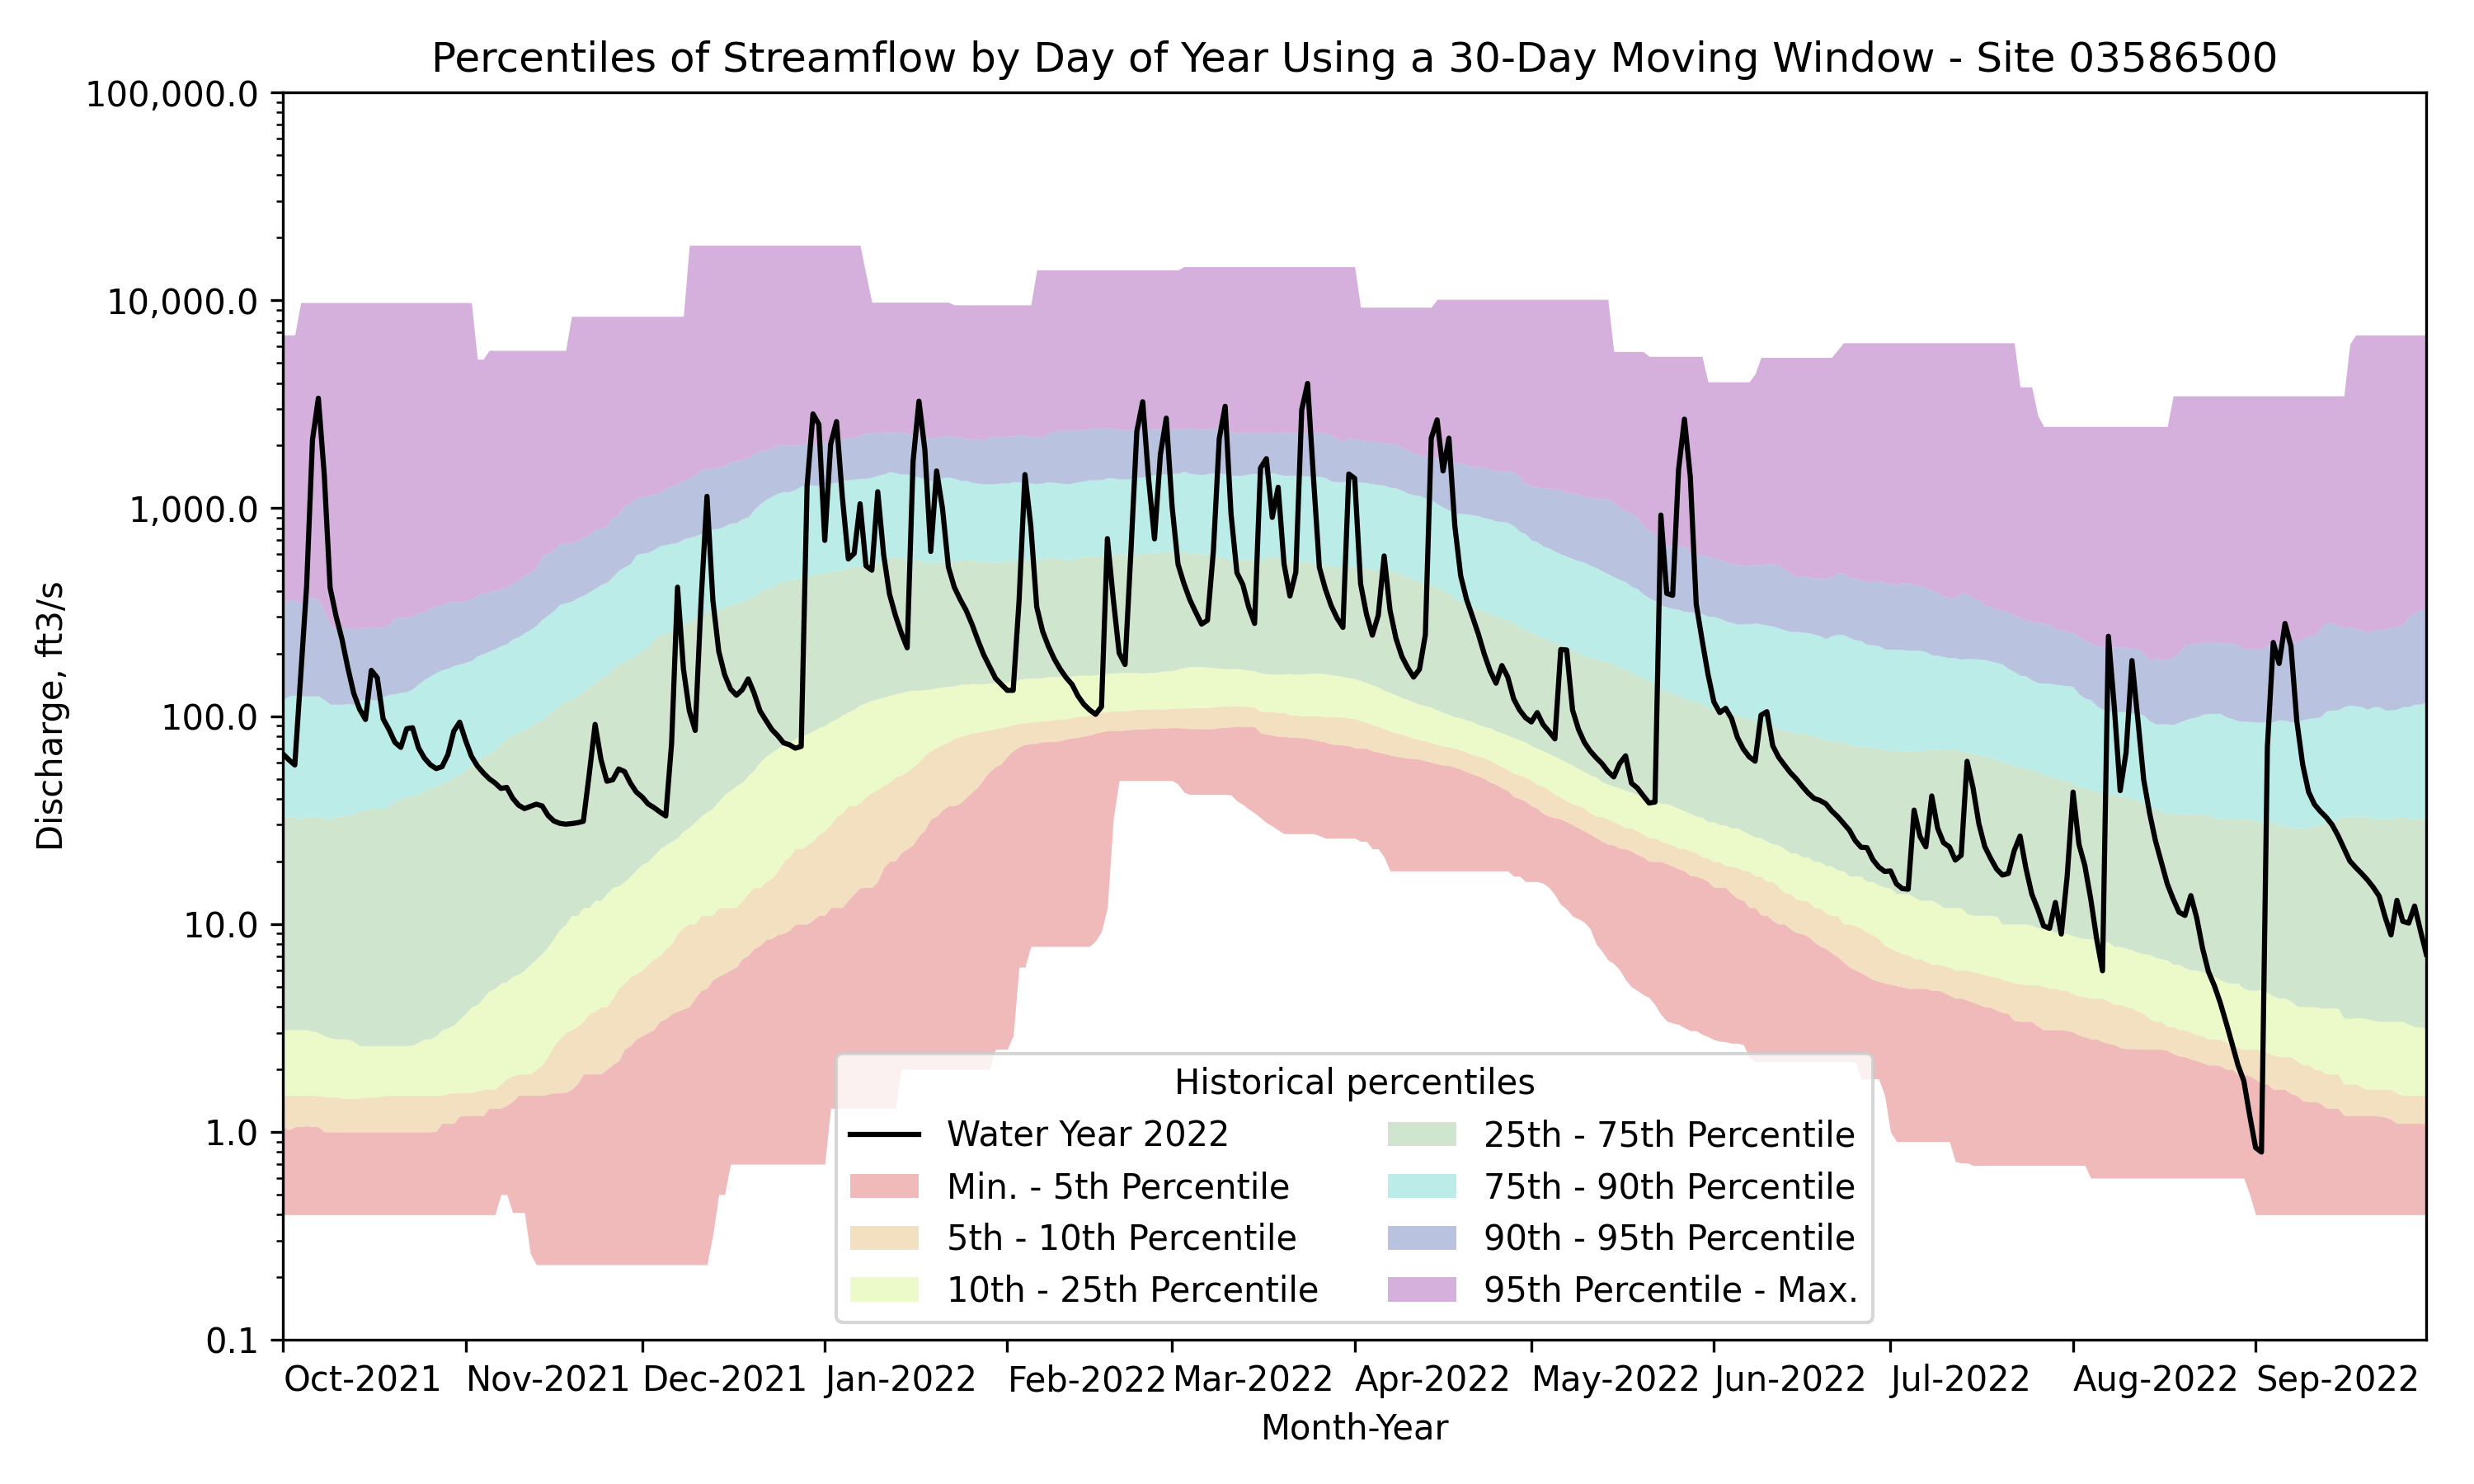 Percentiles of Streamflow by Day of Year Using a 30-Day Moving Window - Site 03586500
100,000.0
10,000.0
1,000.0
100.0
10.0
1.0
0.1
Discharge, ft3/s
Historical percentiles
Water Year 2022
Min. - 5th Percentile
5th - 10th Percentile
10th - 25th Percentile
25th - 75th Percentile
75th - 90th Percentile
90th - 95th Percentile
95th Percentile - Max.
Oct-2021 Nov-2021 Dec-2021 Jan-2022 Feb-2022 Mar-2022 Apr-2022 May-2022 Jun-2022 Jul-2022 Aug-2022 Sep-2022
Month-Year